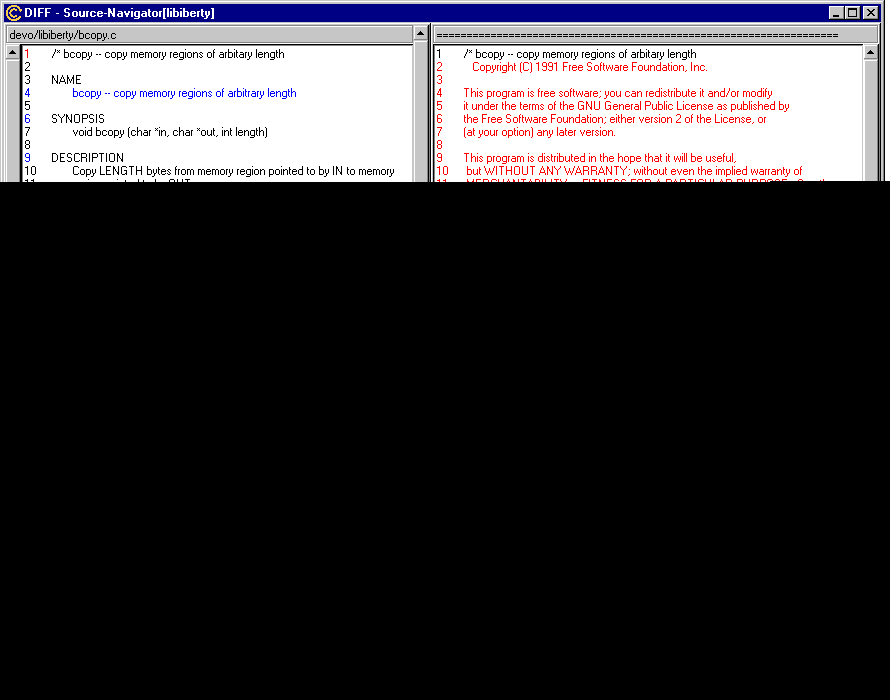 DIFF - Source-Navigator[libiberty]
devo/libiberty/bcopy.c
1 /* bcopy -- copy memory regions of arbitary length
2
3 NAME
4 bcopy -- copy memory regions of arbitrary length
5
6 SYNOPSIS
7 void bcopy (char *in, char *out, int length)
8
9 DESCRIPTION
10 Copy LENGTH bytes from memory region pointed to by IN to memory
===================================================================
1 /* bcopy -- copy memory regions of arbitary length
2 Copyright (C) 1991 Free Software Foundation, Inc.
3
4 This program is free software; you can redistribute it and/or modify
5 it under the terms of the GNU General Public License as published by
6 the Free Software Foundation; either version 2 of the License, or
7 (at your option) any later version.
8
9 This program is distributed in the hope that it will be useful,
10 but WITHOUT ANY WARRANTY; without even the implied warranty of